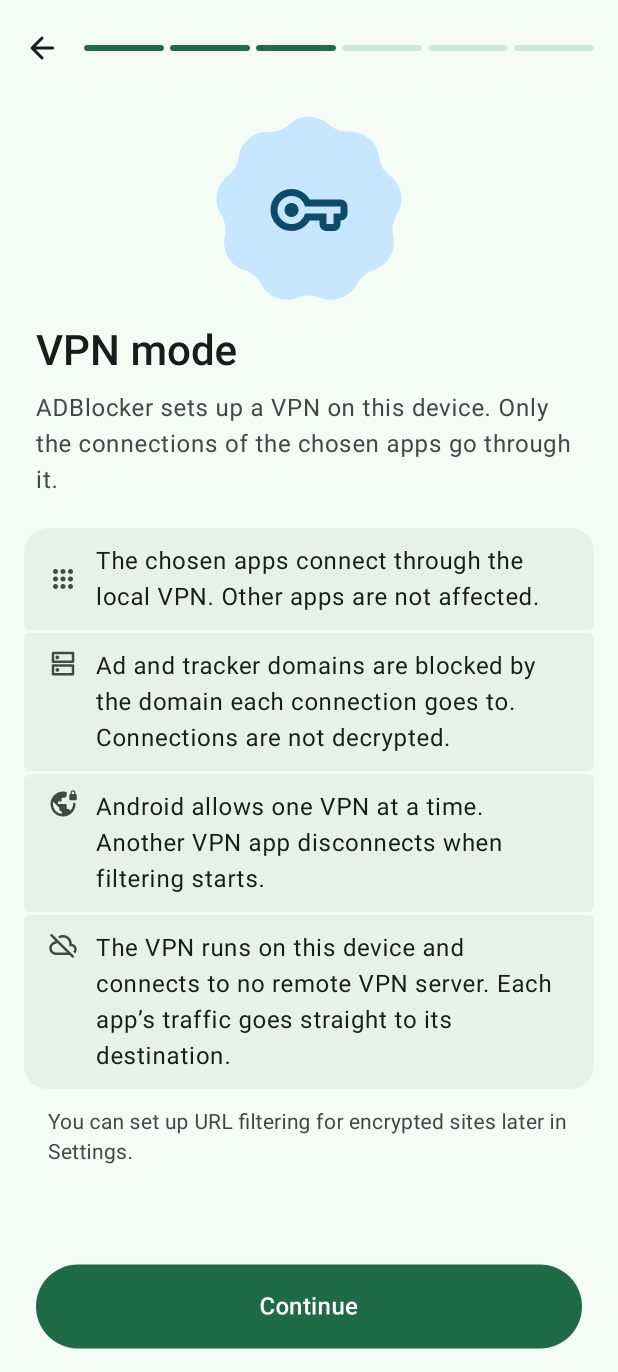 VPN mode
ADBlocker sets up a VPN on this device. Only
the connections of the chosen apps go through
it.
The chosen apps connect through the
local VPN. Other apps are not affected.
Ad and tracker domains are blocked by
the domain each connection goes to.
Connections are not decrypted.
Android allows one VPN at a time.
Another VPN app disconnects when
filtering starts.
The VPN runs on this device and
connects to no remote VPN server. Each
app’s traffic goes straight to its
destination.
You can set up URL filtering for encrypted sites later in
Settings.
Continue